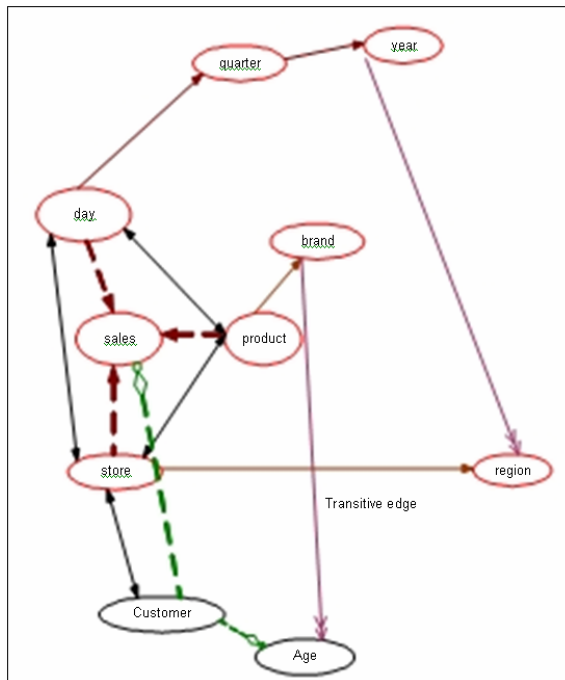 year
quarter
day
brand
sales
product
store
region
Transitive edge
Customer
Age